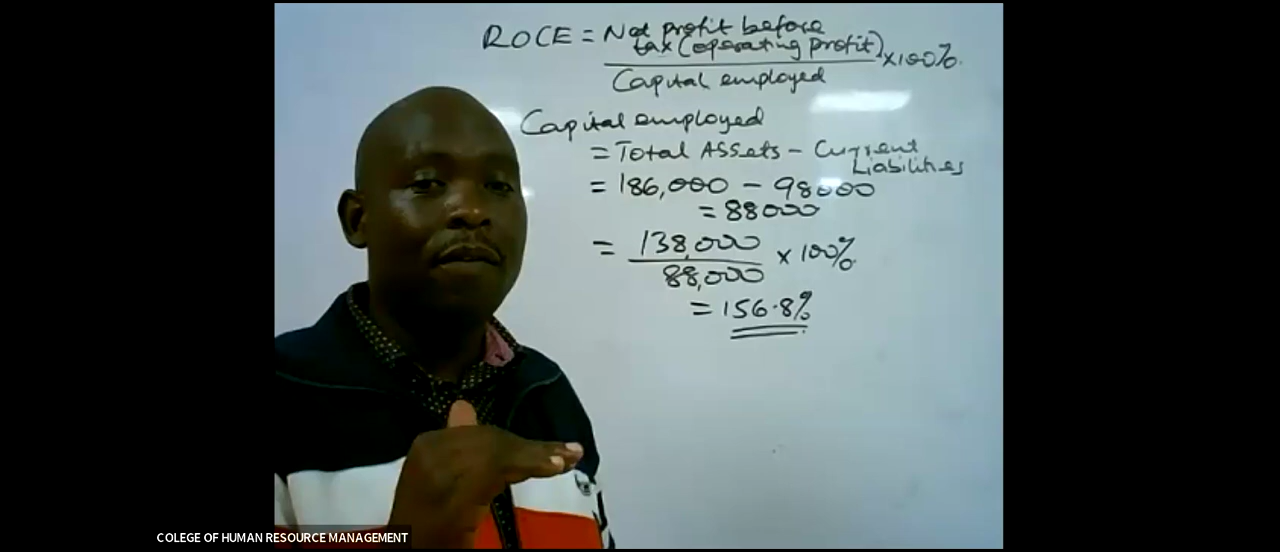 ROCE = Net profit before
tax (operating profit) x100%.
Capital employed
Capital employed
= Total Assets - Current
Liabilities
= 186,000 - 98000
= 88000
= 138,000 x 100%
88,000
= 156.8%
COLEGE OF HUMAN RESOURCE MANAGEMENT